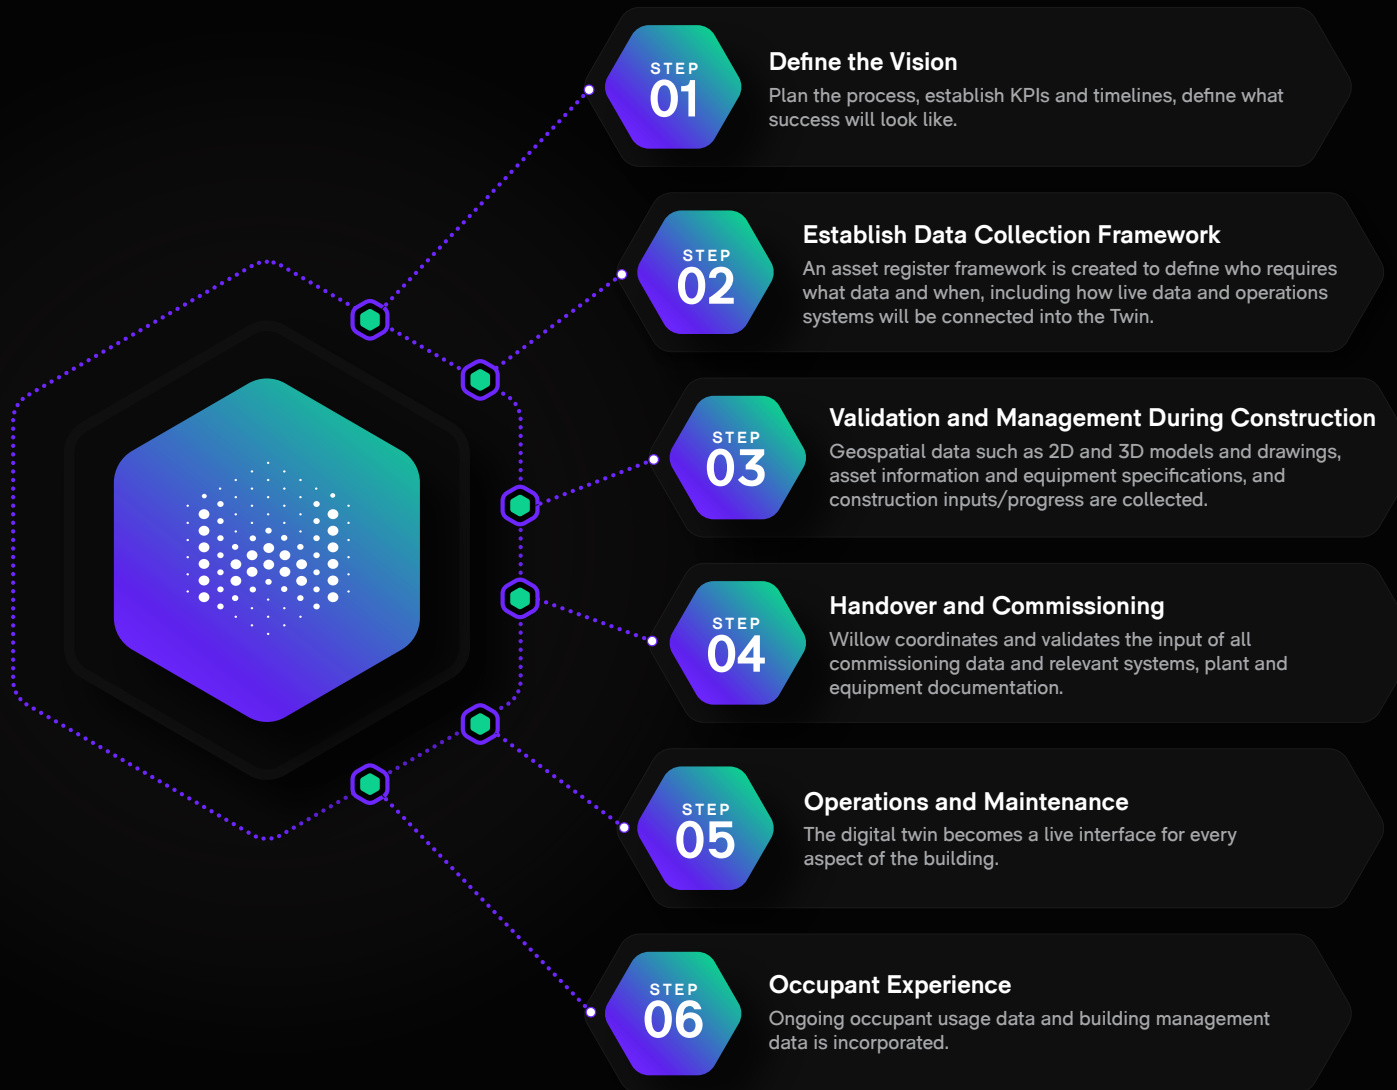 STEP
01
Define the Vision
Plan the process, establish KPIs and timelines, define what
success will look like.
STEP
02
Establish Data Collection Framework
An asset register framework is created to define who requires
what data and when, including how live data and operations
systems will be connected into the Twin.
STEP
03
Validation and Management During Construction
Geospatial data such as 2D and 3D models and drawings,
asset information and equipment specifications, and
construction inputs/progress are collected.
STEP
04
Handover and Commissioning
Willow coordinates and validates the input of all
commissioning data and relevant systems, plant and
equipment documentation.
STEP
05
Operations and Maintenance
The digital twin becomes a live interface for every
aspect of the building.
STEP
06
Occupant Experience
Ongoing occupant usage data and building management
data is incorporated.